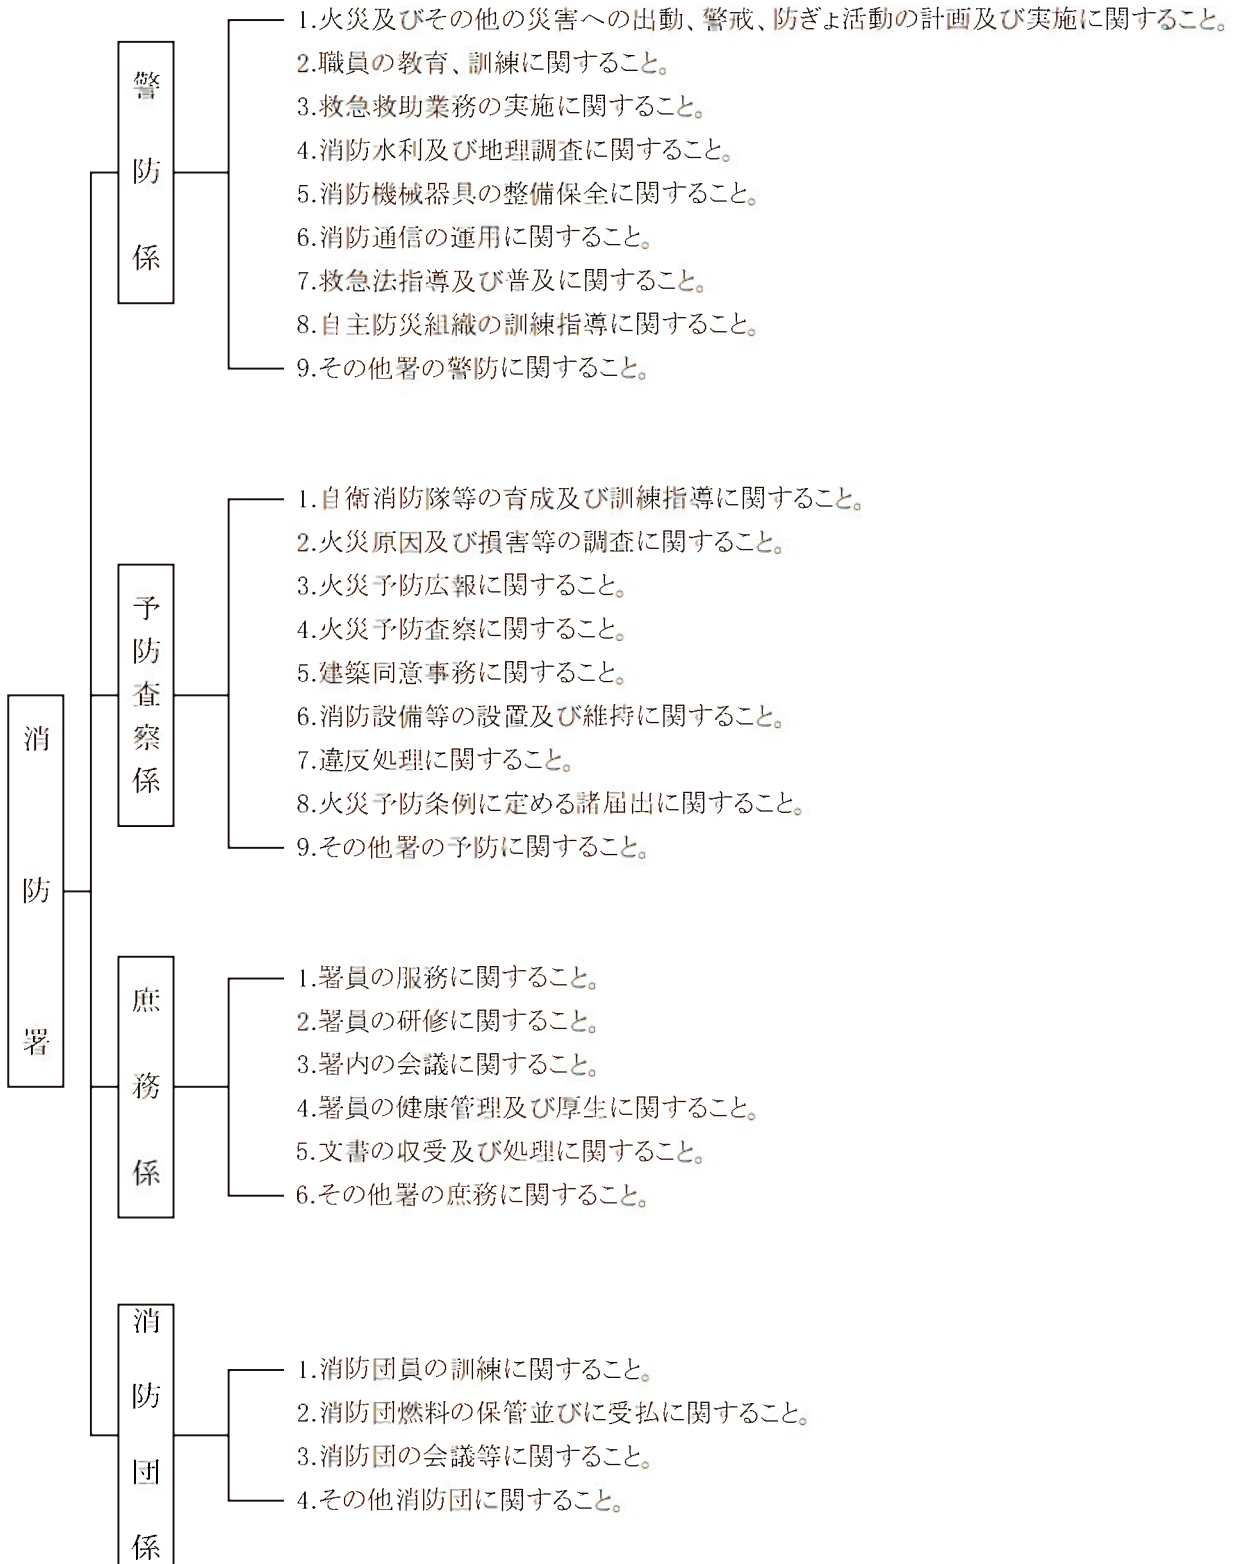 消防署
警防係
1.火災及びその他の災害への出動、警戒、防ぎょ活動の計画及び実施に関すること。
2.職員の教育、訓練に関すること。
3.救急救助業務の実施に関すること。
4.消防水利及び地理調査に関すること。
5.消防機械器具の整備保全に関すること。
6.消防通信の運用に関すること。
7.救急法指導及び普及に関すること。
8.自主防災組織の訓練指導に関すること。
9.その他署の警防に関すること。
予防査察係
1.自衛消防隊等の育成及び訓練指導に関すること。
2.火災原因及び損害等の調査に関すること。
3.火災予防広報に関すること。
4.火災予防査察に関すること。
5.建築同意事務に関すること。
6.消防設備等の設置及び維持に関すること。
7.違反処理に関すること。
8.火災予防条例に定める諸届出に関すること。
9.その他署の予防に関すること。
庶務係
1.署員の服務に関すること。
2.署員の研修に関すること。
3.署内の会議に関すること。
4.署員の健康管理及び厚生に関すること。
5.文書の収受及び処理に関すること。
6.その他署の庶務に関すること。
消防団係
1.消防団員の訓練に関すること。
2.消防団燃料の保管並びに受払に関すること。
3.消防団の会議等に関すること。
4.その他消防団に関すること。